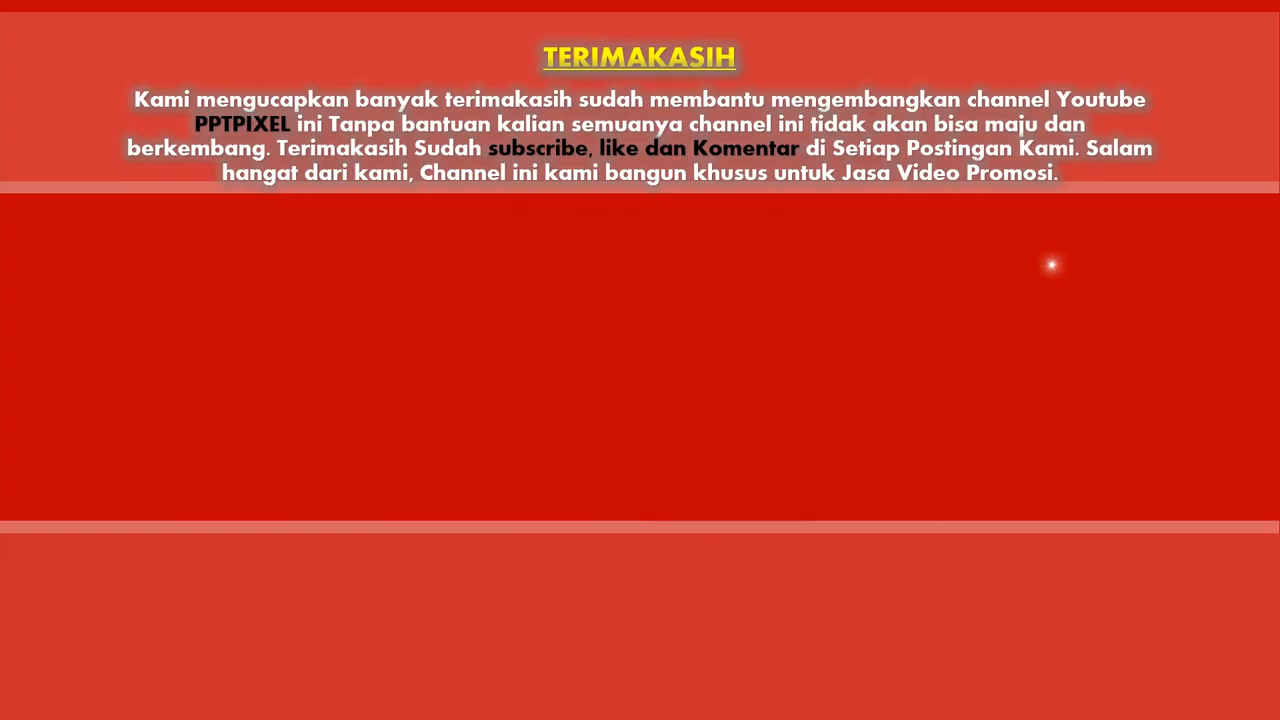 TERIMAKASIH
Kami mengucapkan banyak terimakasih sudah membantu mengembangkan channel Youtube
PPTPIXEL ini Tanpa bantuan kalian semuanya channel ini tidak akan bisa maju dan
berkembang. Terimakasih Sudah subscribe, like dan Komentar di Setiap Postingan Kami. Salam
hangat dari kami, Channel ini kami bangun khusus untuk Jasa Video Promosi.